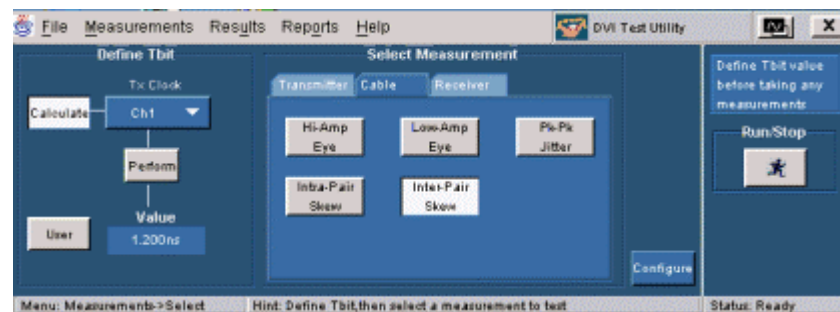 File Measurements Results Reports Help DVI Test Utility X
Define Tbit
Tx Clock
Calculate
Ch1
Perform
Value
User
1.200ns
Select Measurement
Transmitter Cable Receiver
Hi-Amp
Eye
Low-Amp
Eye
Pk-Pk
Jitter
Intra-Pair
Skew
Inter-Pair
Skew
Configure
Define Tbit value
before taking any
measurements
Run/Stop
Menu: Measurements->Select
Hint: Define Tbit,then select a measurement to test
Status: Ready